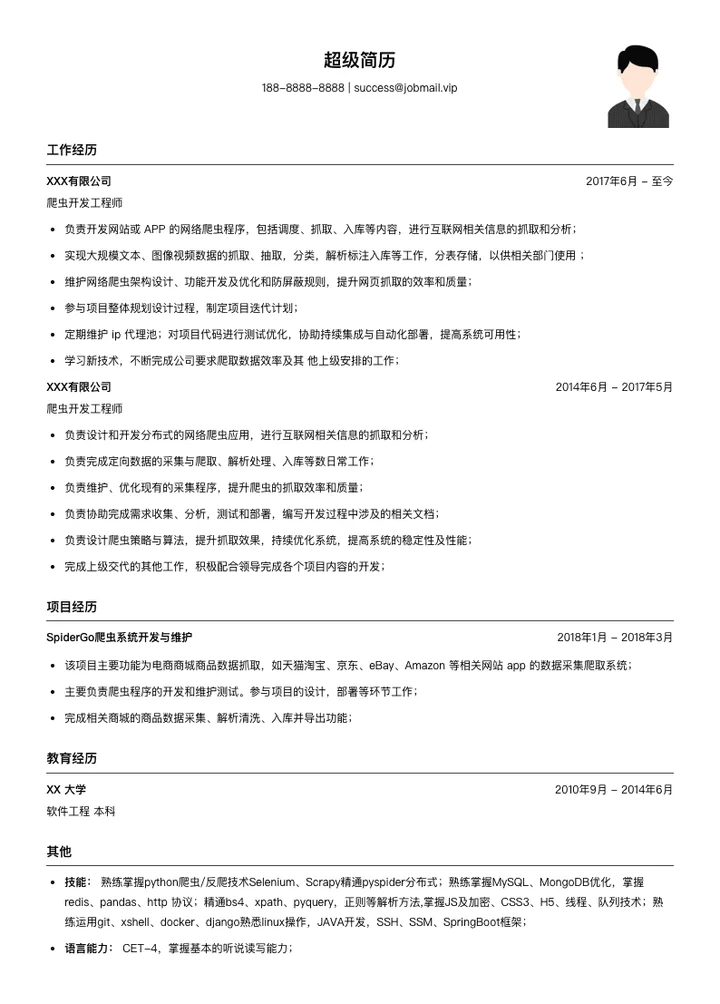 超级简历
188-8888-8888 | success@jobmail.vip
工作经历
XXX有限公司 2017年6月 – 至今
爬虫开发工程师
• 负责开发网站或 APP 的网络爬虫程序，包括调度、抓取、入库等内容，进行互联网相关信息的抓取和分析；
• 实现大规模文本、图像视频数据的抓取、抽取，分类，解析标注入库等工作，分表存储，以供相关部门使用 ；
• 维护网络爬虫架构设计、功能开发及优化和防屏蔽规则，提升网页抓取的效率和质量；
• 参与项目整体规划设计过程，制定项目迭代计划；
• 定期维护 ip 代理池；对项目代码进行测试优化，协助持续集成与自动化部署，提高系统可用性；
• 学习新技术，不断完成公司要求爬取数据效率及其 他上级安排的工作；
XXX有限公司 2014年6月 – 2017年5月
爬虫开发工程师
• 负责设计和开发分布式的网络爬虫应用，进行互联网相关信息的抓取和分析；
• 负责完成定向数据的采集与爬取、解析处理、入库等数日常工作；
• 负责维护、优化现有的采集程序，提升爬虫的抓取效率和质量；
• 负责协助完成需求收集、分析，测试和部署，编写开发过程中涉及的相关文档；
• 负责设计爬虫策略与算法，提升抓取效果，持续优化系统，提高系统的稳定性及性能；
• 完成上级交代的其他工作，积极配合领导完成各个项目内容的开发；
项目经历
SpiderGo爬虫系统开发与维护 2018年1月 – 2018年3月
• 该项目主要功能为电商商城商品数据抓取，如天猫淘宝、京东、eBay、Amazon 等相关网站 app 的数据采集爬取系统；
• 主要负责爬虫程序的开发和维护测试。参与项目的设计，部署等环节工作；
• 完成相关商城的商品数据采集、解析清洗、入库并导出功能；
教育经历
XX 大学 2010年9月 – 2014年6月
软件工程 本科
其他
• 技能： 熟练掌握python爬虫/反爬技术Selenium、Scrapy精通pyspider分布式；熟练掌握MySQL、MongoDB优化，掌握
redis、pandas、http 协议；精通bs4、xpath、pyquery，正则等解析方法,掌握JS及加密、CSS3、H5、线程、队列技术；熟
练运用git、xshell、docker、django熟悉linux操作，JAVA开发，SSH、SSM、SpringBoot框架；
• 语言能力： CET-4，掌握基本的听说读写能力；